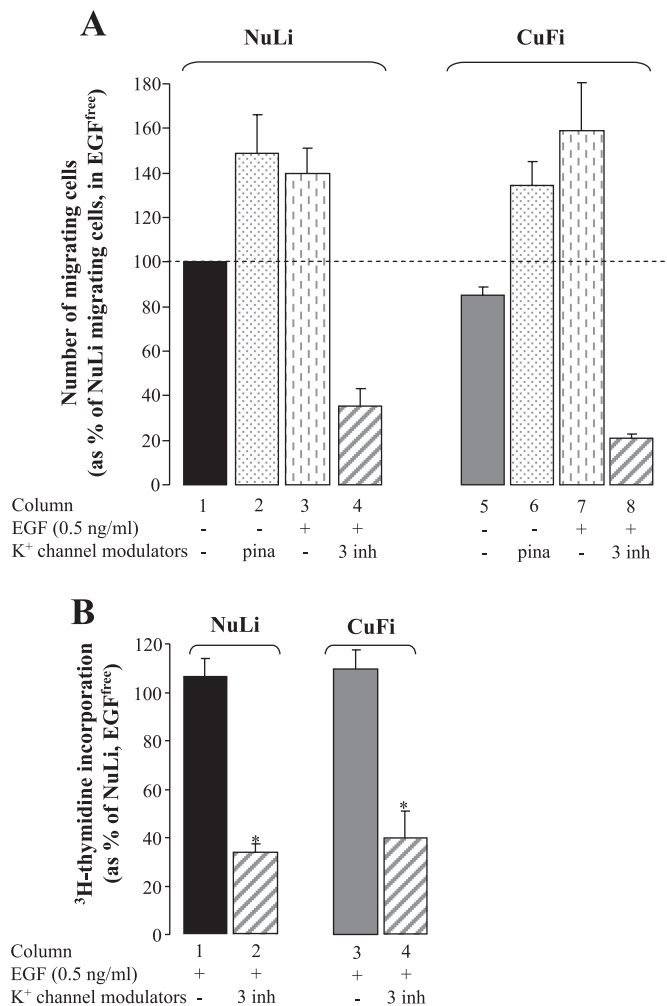 A
NuLi CuFi
Number of migrating cells
(as % of NuLi migrating cells, in EGFfree)
180
160
140
120
100
80
60
40
20
0
Column 1 2 3 4 5 6 7 8
EGF (0.5 ng/ml) - - + + - - + +
K+ channel modulators - pina - 3 inh - pina - 3 inh
B
NuLi CuFi
3H-thymidine incorporation
(as % of NuLi, EGFfree)
120
100
80
60
40
20
0
* *
Column 1 2 3 4
EGF (0.5 ng/ml) + + + +
K+ channel modulators - 3 inh - 3 inh